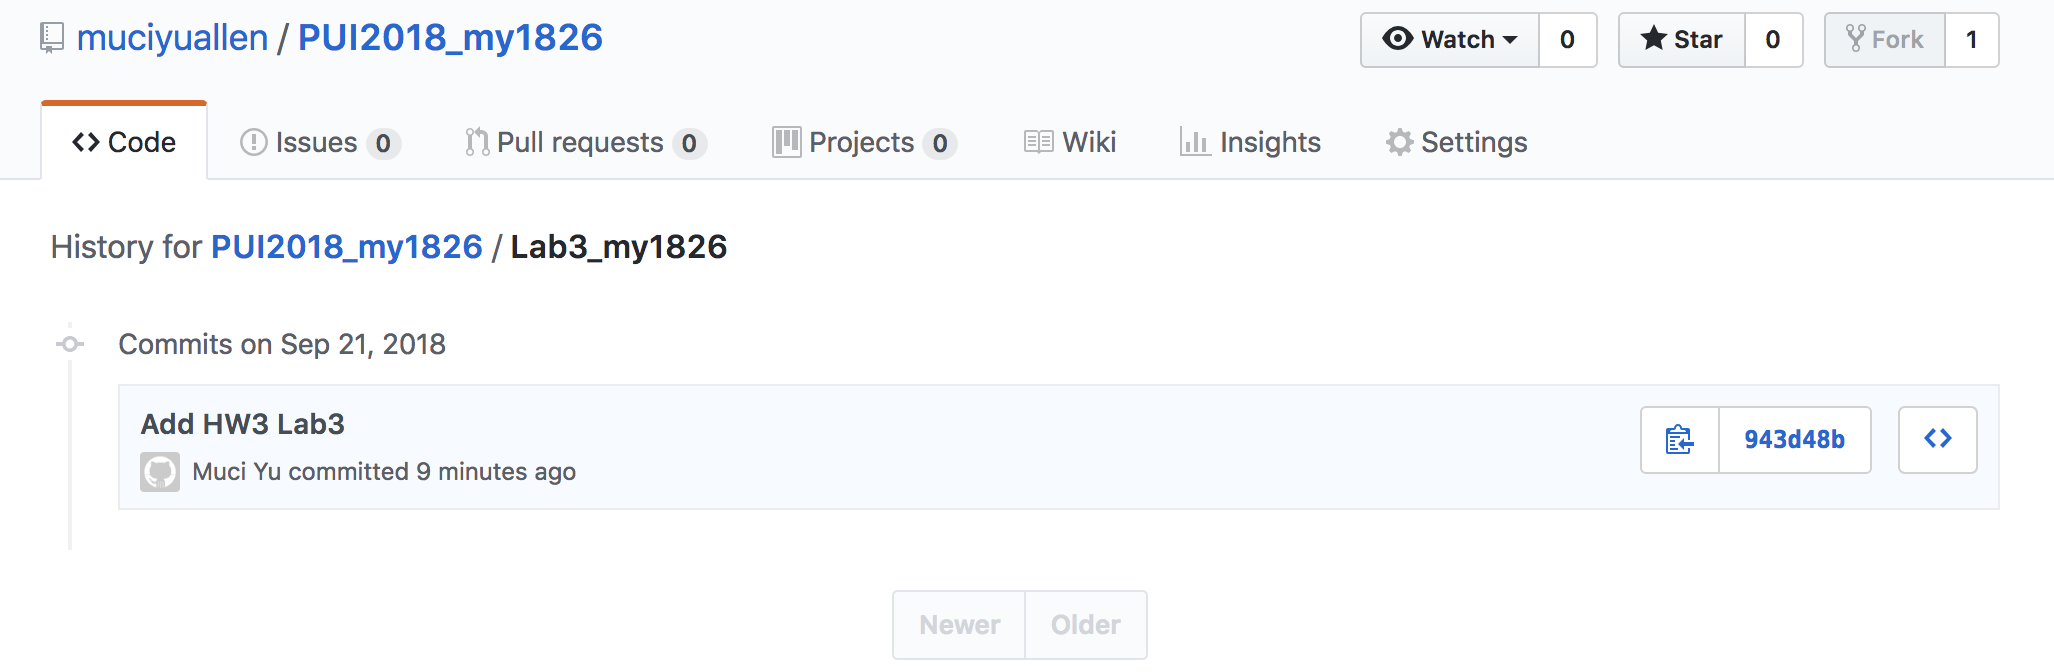 muciyuallen / PUI2018_my1826 Watch 0 Star 0 Fork 1
Code Issues 0 Pull requests 0 Projects 0 Wiki Insights Settings
History for PUI2018_my1826 / Lab3_my1826
Commits on Sep 21, 2018
Add HW3 Lab3
Muci Yu committed 9 minutes ago
943d48b
Newer Older